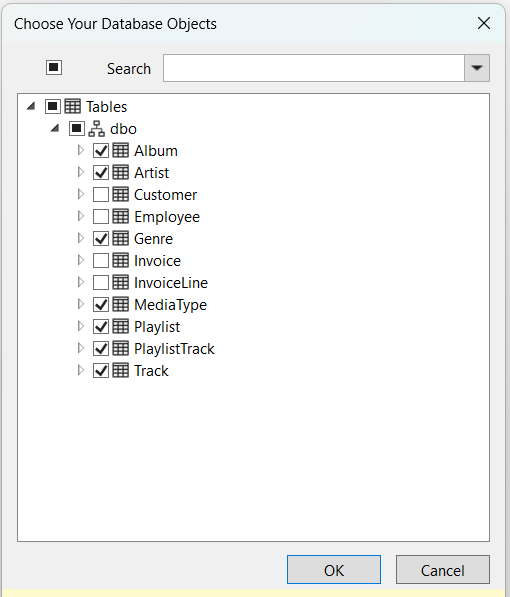 Choose Your Database Objects
Search
Tables
dbo
Album
Artist
Customer
Employee
Genre
Invoice
InvoiceLine
MediaType
Playlist
PlaylistTrack
Track
OK Cancel